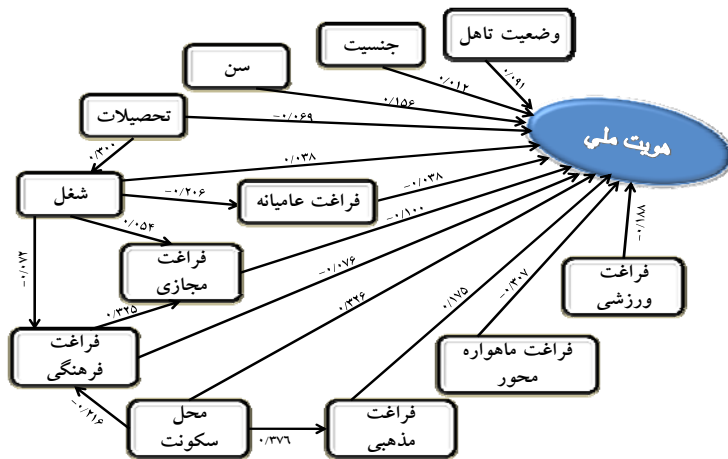 وضعیت تاهل
جنسیت
سن
تحصیلات
هویت ملي
شغل
فراغت عامیانه
فراغت
مجازی
فراغت
ورزشی
فراغت
فرهنگی
فراغت ماهواره
محور
محل
سکونت
فراغت
مذهبی
۰/۰۹۱
۰/۰۱۲
۰/۱۵۶
-۰/۰۶۹
۰/۳۰۰
۰/۰۳۸
-۰/۲۰۶
-۰/۰۳۸
۰/۰۵۴
-۰/۱۰۰
-۰/۰۷۲
-۰/۰۷۶
۰/۳۲۵
۰/۳۲۶
۰/۱۷۵
-۰/۳۰۷
-۰/۱۸۷
-۰/۲۱۶
۰/۳۷۶